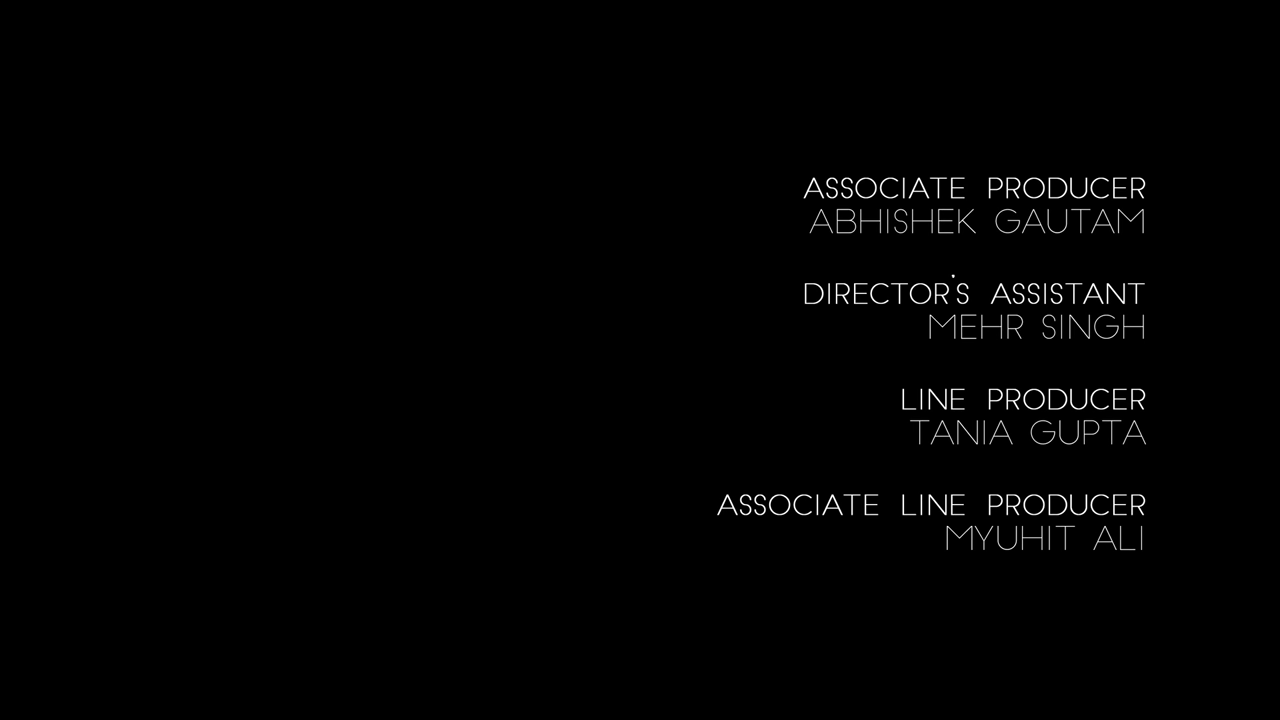 ASSOCIATE PRODUCER
ABHISHEK GAUTAM
DIRECTOR'S ASSISTANT
MEHR SINGH
LINE PRODUCER
TANIA GUPTA
ASSOCIATE LINE PRODUCER
MYUHIT ALI